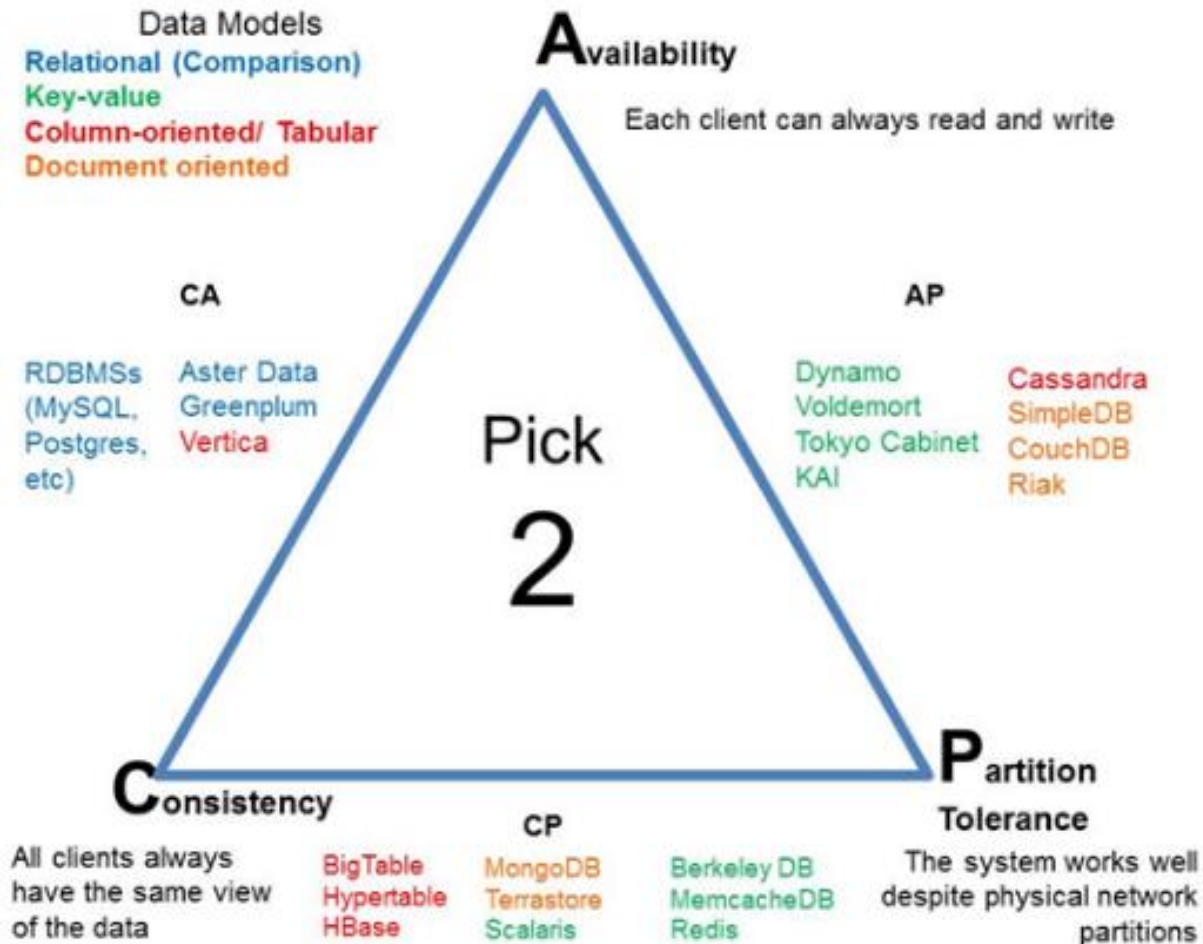 Data Models
Relational (Comparison)
Key-value
Column-oriented/ Tabular
Document oriented
Availability
Each client can always read and write
CA
RDBMSs
(MySQL,
Postgres,
etc)
Aster Data
Greenplum
Vertica
Pick
2
AP
Dynamo
Voldemort
Tokyo Cabinet
KAI
Cassandra
SimpleDB
CouchDB
Riak
Consistency
All clients always
have the same view
of the data
CP
BigTable
Hypertable
HBase
MongoDB
Terrastore
Scalaris
Berkeley DB
MemcacheDB
Redis
Partition
Tolerance
The system works well
despite physical network
partitions